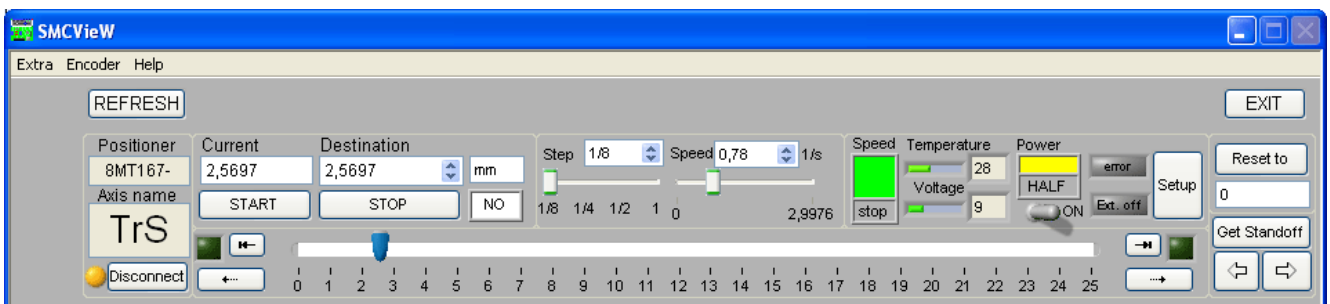 SMCVieW
Extra Encoder Help
REFRESH
EXIT
Positioner
8MT167-
Axis name
TrS
Disconnect
Current
2,5697
START
Destination
2,5697
mm
STOP
NO
Step 1/8
1/8 1/4 1/2 1
Speed 0,78 1/s
0 2,9976
Speed
stop
Temperature
28
Voltage
9
Power
HALF
ON
error
Ext. off
Setup
Reset to
0
Get Standoff
0 1 2 3 4 5 6 7 8 9 10 11 12 13 14 15 16 17 18 19 20 21 22 23 24 25